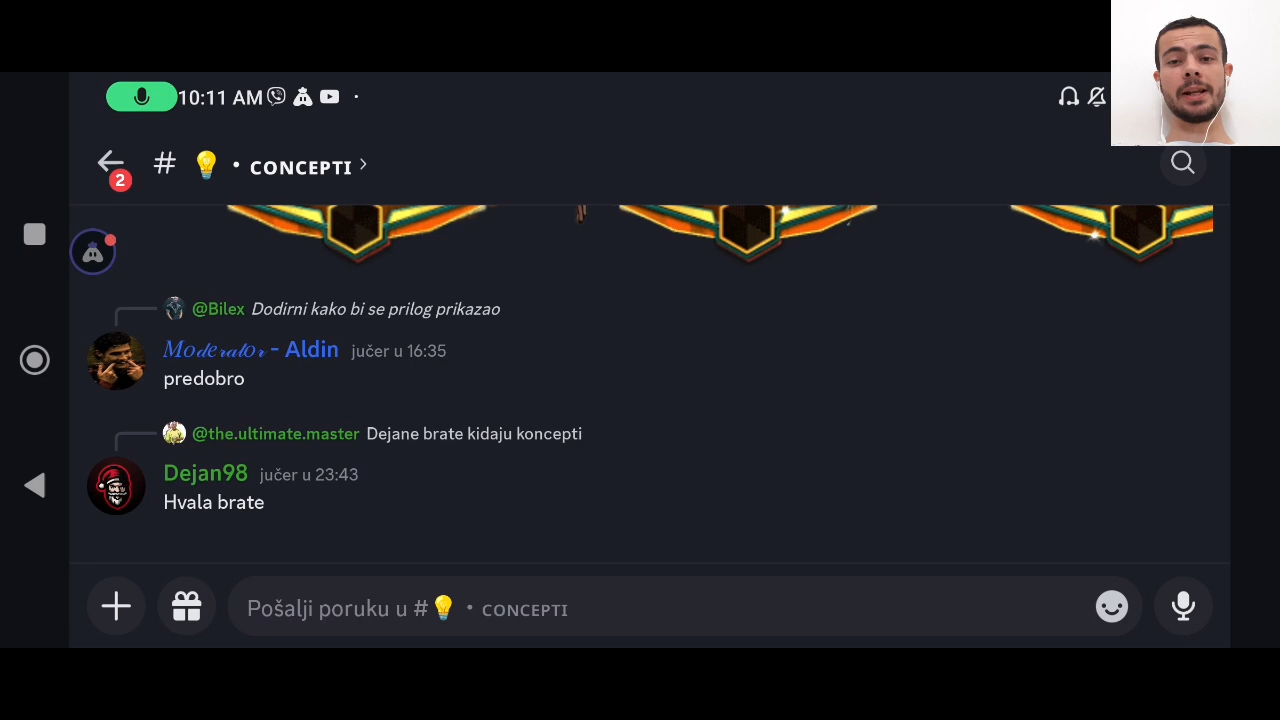 10:11 AM
# 💡 • CONCEPTI >
2
@Bilex Dodirni kako bi se prilog prikazao
Moderator - Aldin jučer u 16:35
predobro
@the.ultimate.master Dejane brate kidaju koncepti
Dejan98 jučer u 23:43
Hvala brate
Pošalji poruku u #💡 • CONCEPTI